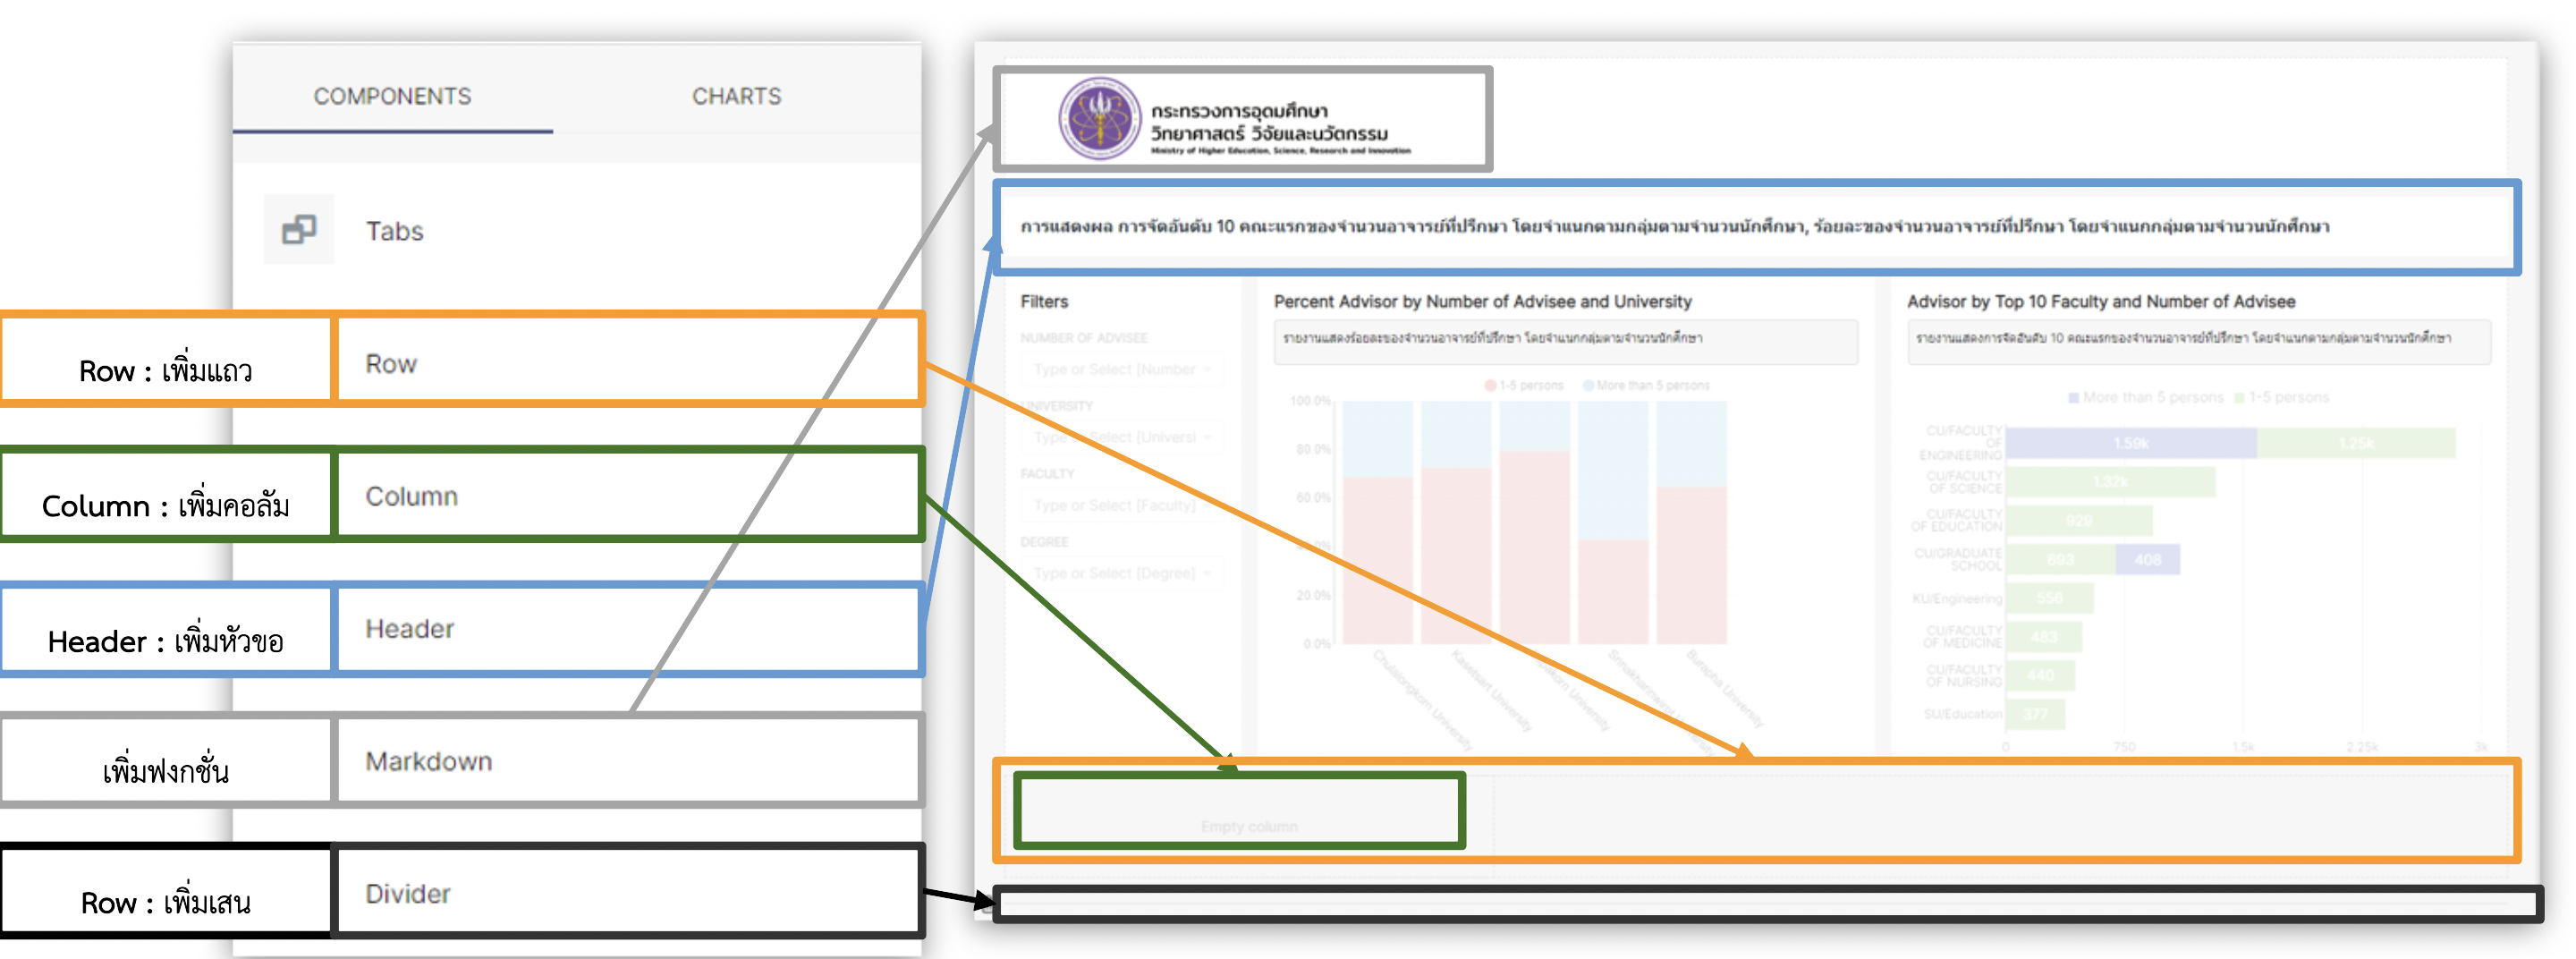 COMPONENTS
CHARTS
Tabs
Row : เพิ่มแถว
Row
Column : เพิ่มคอลัม
Column
Header : เพิ่มหัวขอ
Header
เพิ่มฟงกชั่น
Markdown
Row : เพิ่มเสน
Divider
กระทรวงการอุดมศึกษา
วิทยาศาสตร์ วิจัยและนวัตกรรม
Ministry of Higher Education, Science, Research and Innovation
การแสดงผล การจัดอันดับ 10 คณะแรกของจำนวนอาจารย์ที่ปรึกษา โดยจำแนกตามกลุ่มตามจำนวนนักศึกษา, ร้อยละของจำนวนอาจารย์ที่ปรึกษา โดยจำแนกกลุ่มตามจำนวนนักศึกษา
Filters
NUMBER OF ADVISEE
Type or Select [Number
UNIVERSITY
Type or Select [Universi
FACULTY
Type or Select [Faculty]
DEGREE
Type or Select [Degree]
Percent Advisor by Number of Advisee and University
รายงานแสดงร้อยละของจำนวนอาจารย์ที่ปรึกษา โดยจำแนกกลุ่มตามจำนวนนักศึกษา
1-5 persons More than 5 persons
100.0%
80.0%
60.0%
20.0%
0.0%
Chulalongkorn University
Kasetsart University
University
Burapha University
Advisor by Top 10 Faculty and Number of Advisee
รายงานแสดงการจัดอันดับ 10 คณะแรกของจำนวนอาจารย์ที่ปรึกษา โดยจำแนกตามกลุ่มตามจำนวนนักศึกษา
More than 5 persons 1-5 persons
CU/FACULTY
OF
ENGINEERING
1.59k 1.25k
CU/FACULTY
OF SCIENCE
1.32k
CU/FACULTY
OF EDUCATION
929
CU/GRADUATE
SCHOOL
693 408
KU/Engineering
556
CU/FACULTY
OF MEDICINE
483
CU/FACULTY
OF NURSING
440
SU/Education
377
0 750 1.5k 2.25k 3k
Empty column